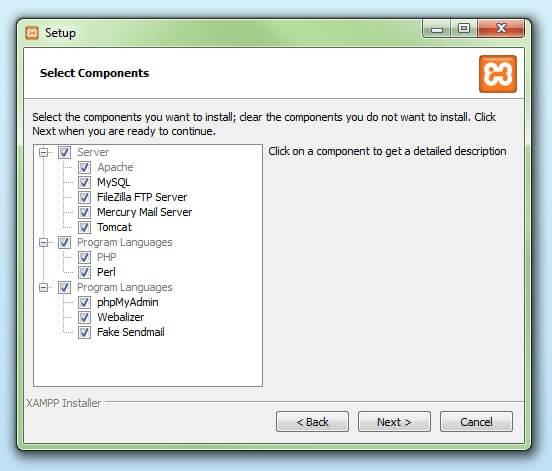 Setup
Select Components
Select the components you want to install; clear the components you do not want to install. Click
Next when you are ready to continue.
Server
Apache
MySQL
FileZilla FTP Server
Mercury Mail Server
Tomcat
Program Languages
PHP
Perl
Program Languages
phpMyAdmin
Webalizer
Fake Sendmail
Click on a component to get a detailed description
XAMPP Installer
< Back
Next >
Cancel